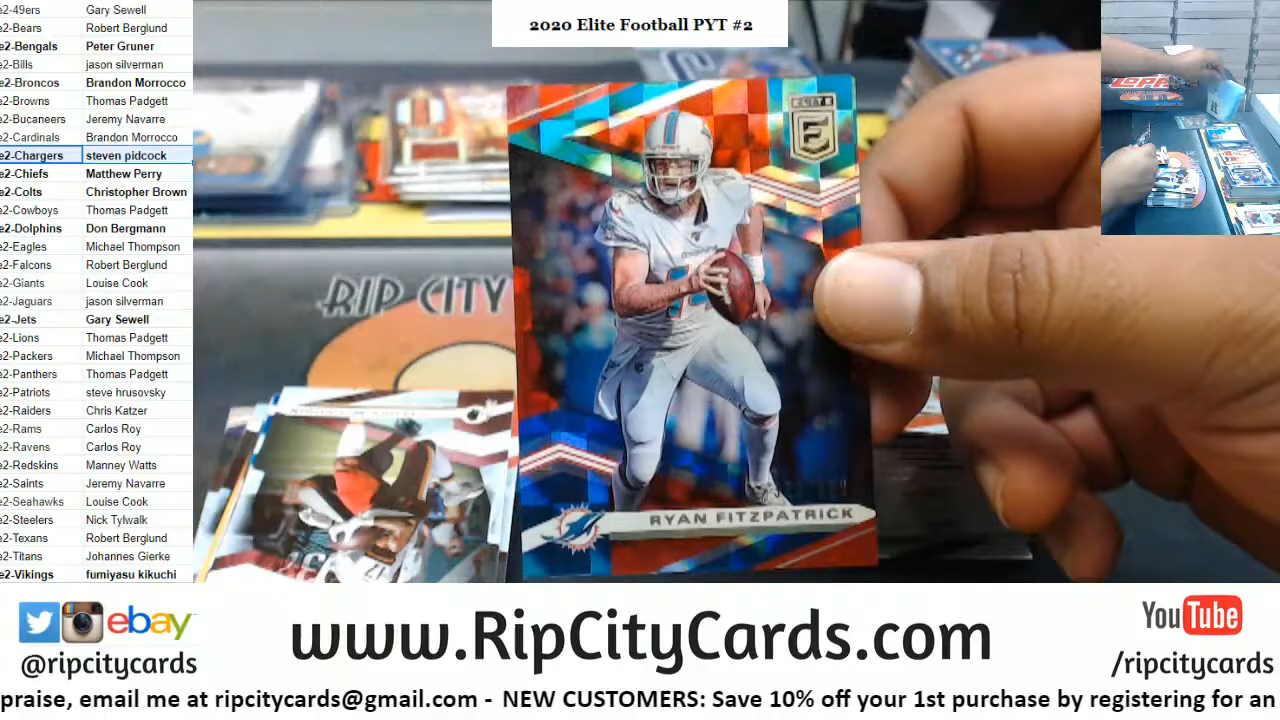 e2-49ers Gary Sewell
e2-Bears Robert Berglund
e2-Bengals Peter Gruner
e2-Bills jason silverman
e2-Broncos Brandon Morrocco
e2-Browns Thomas Padgett
e2-Bucaneers Jeremy Navarre
e2-Cardinals Brandon Morrocco
e2-Chargers steven pidcock
e2-Chiefs Matthew Perry
e2-Colts Christopher Brown
e2-Cowboys Thomas Padgett
e2-Dolphins Don Bergmann
e2-Eagles Michael Thompson
e2-Falcons Robert Berglund
e2-Giants Louise Cook
e2-Jaguars jason silverman
e2-Jets Gary Sewell
e2-Lions Thomas Padgett
e2-Packers Michael Thompson
e2-Panthers Thomas Padgett
e2-Patriots steve hrusovsky
e2-Raiders Chris Katzer
e2-Rams Carlos Roy
e2-Ravens Carlos Roy
e2-Redskins Manney Watts
e2-Saints Jeremy Navarre
e2-Seahawks Louise Cook
e2-Steelers Nick Tylwalk
e2-Texans Robert Berglund
e2-Titans Johannes Gierke
e2-Vikings fumiyasu kikuchi
2020 Elite Football PYT #2
ELITE
E
RIP CITY
RYAN FITZPATRICK
ebay
@ripcitycards
www.RipCityCards.com
YouTube
/ripcitycards
praise, email me at ripcitycards@gmail.com - NEW CUSTOMERS: Save 10% off your 1st purchase by registering for an